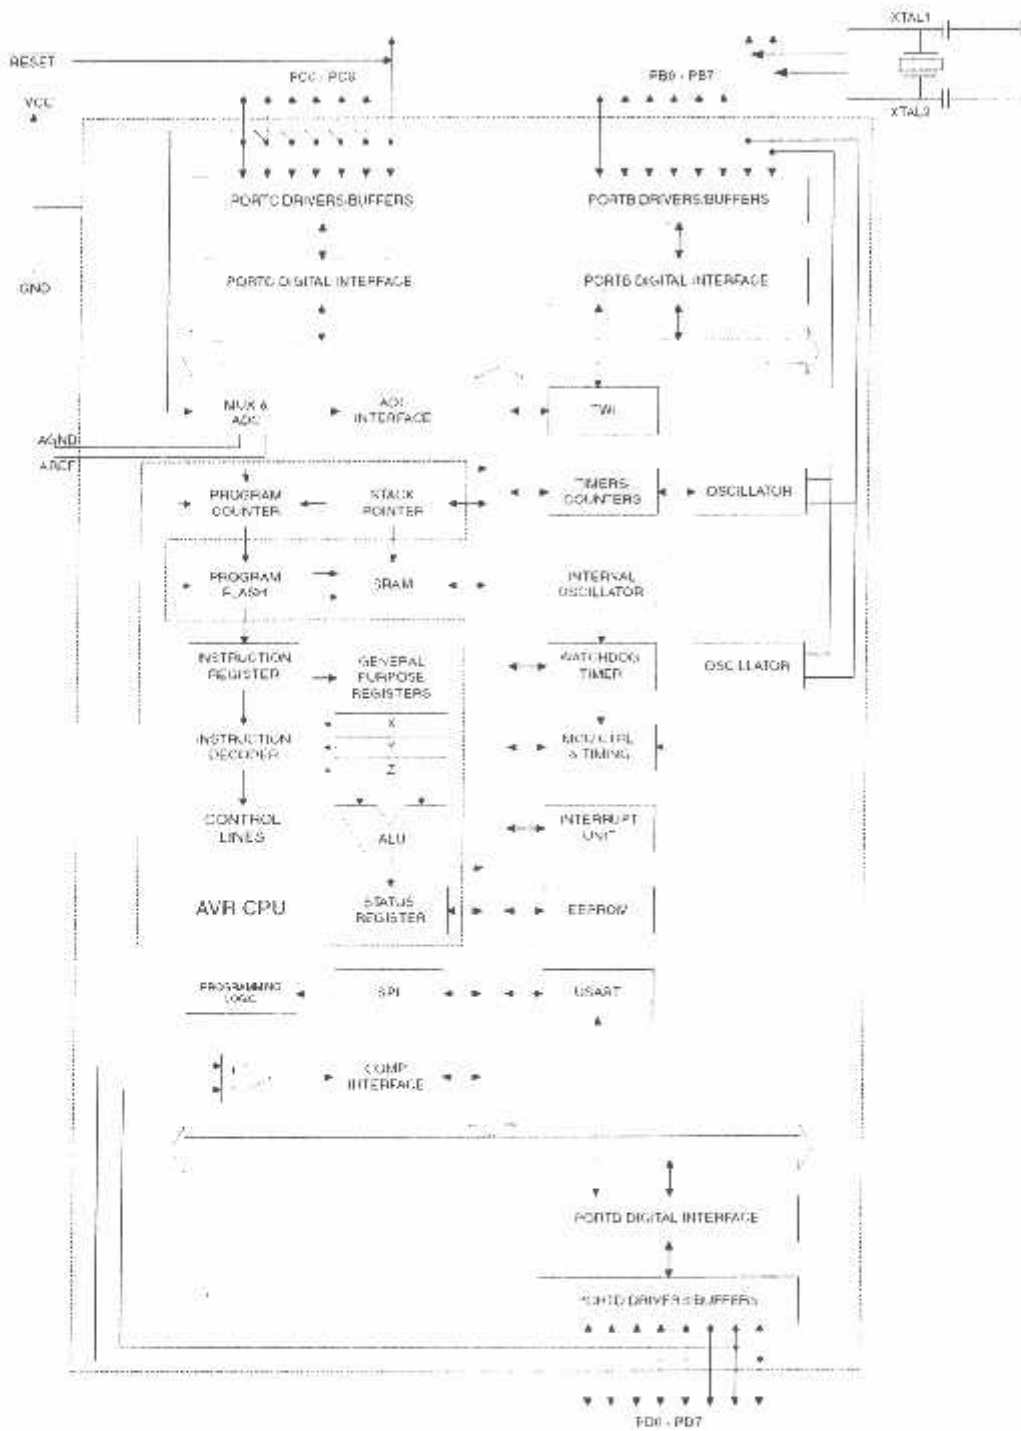 XTAL1
RESET
PC0 - PC6
PB0 - PB7
VCC
XTAL2
PORTC DRIVERS/BUFFERS
PORTB DRIVERS/BUFFERS
PORTC DIGITAL INTERFACE
PORTB DIGITAL INTERFACE
GND
MUX &
ADC
ADC
INTERFACE
TWI
AGND
AREF
PROGRAM
COUNTER
STACK
POINTER
TIMERS/
COUNTERS
OSCILLATOR
PROGRAM
FLASH
SRAM
INTERNAL
OSCILLATOR
INSTRUCTION
REGISTER
GENERAL
PURPOSE
REGISTERS
WATCHDOG
TIMER
OSCILLATOR
X
INSTRUCTION
DECODER
Y
MCU CTRL.
& TIMING
Z
CONTROL
LINES
ALU
INTERRUPT
UNIT
AVR CPU
STATUS
REGISTER
EEPROM
PROGRAMMING
LOGIC
SPI
USART
COMP.
INTERFACE
PORTD DIGITAL INTERFACE
PORTD DRIVERS/BUFFERS
PD0 - PD7